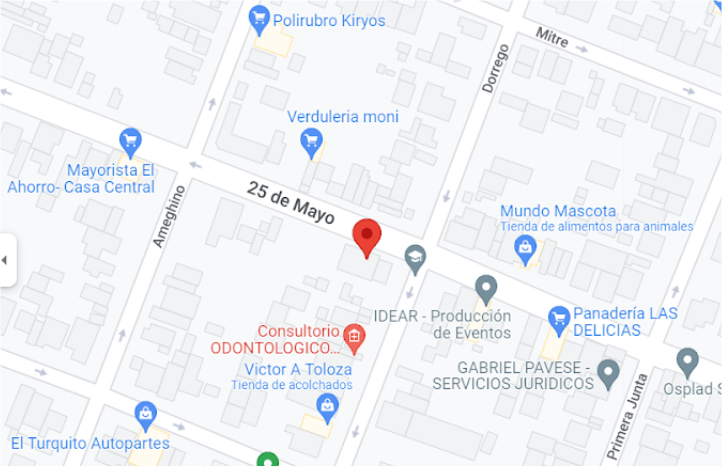 Polirubro Kiryos
Mitre
Dorrego
Verduleria moni
Mayorista El
Ahorro- Casa Central
25 de Mayo
Ameghino
Mundo Mascota
Tienda de alimentos para animales
IDEAR - Producción
de Eventos
Panadería LAS
DELICIAS
Consultorio
ODONTOLOGICO...
Victor A Toloza
Tienda de acolchados
GABRIEL PAVESE -
SERVICIOS JURIDICOS
Osplad S
Primera Junta
El Turquito Autopartes